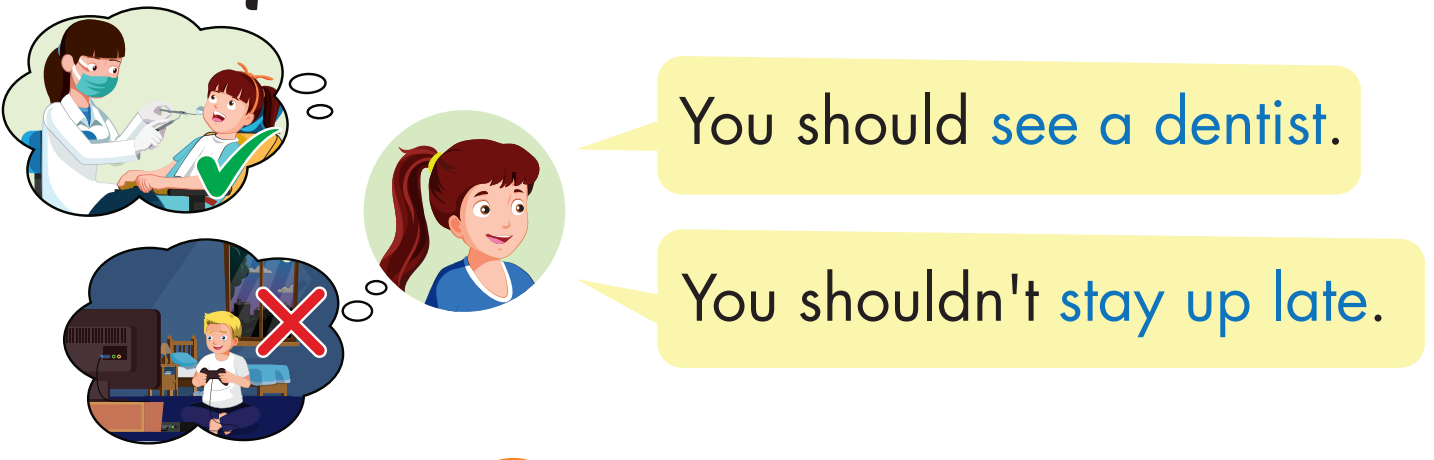 You should see a dentist.
You shouldn't stay up late.